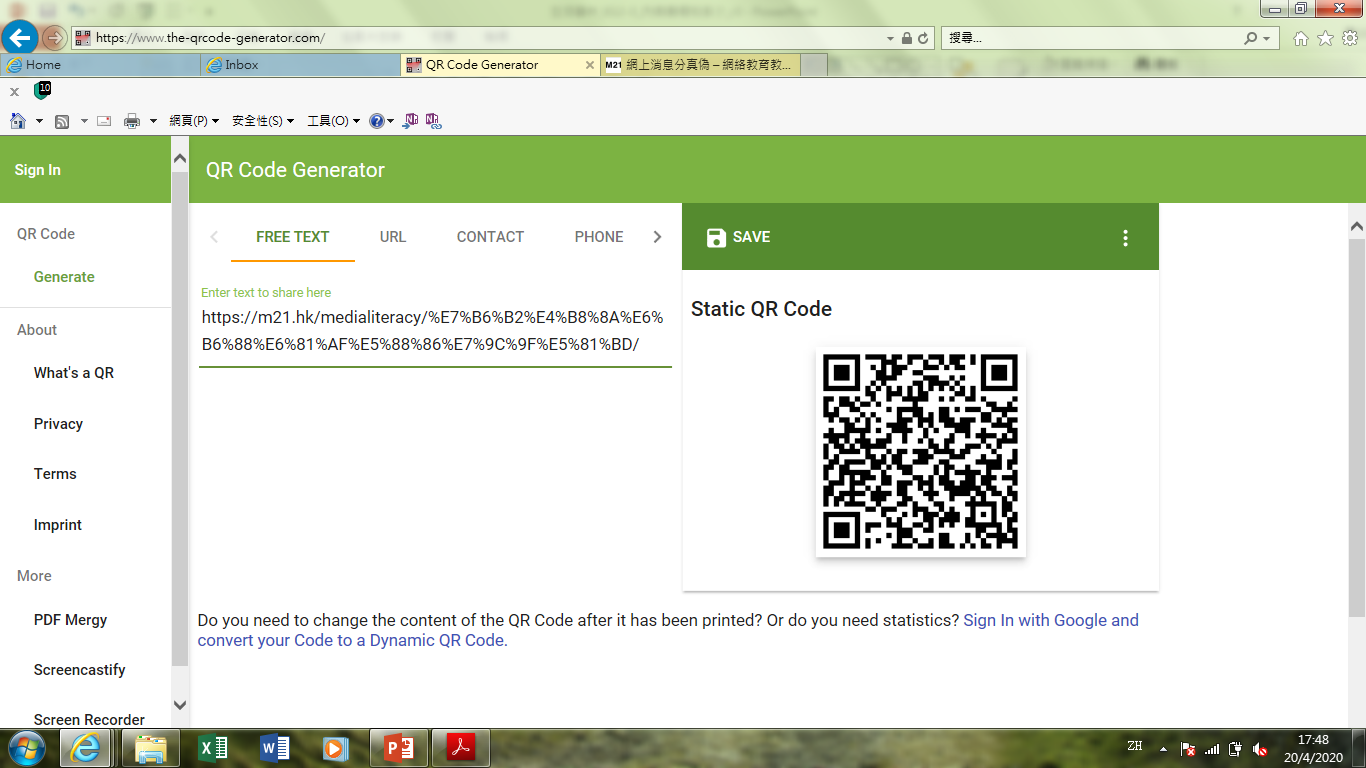 https://www.the-qrcode-generator.com/
搜尋...
Home
Inbox
QR Code Generator
M21 網上消息分真偽 – 網絡教育教...
10
網頁(P)
安全性(S)
工具(O)
Sign In
QR Code Generator
QR Code
Generate
About
What's a QR
Privacy
Terms
Imprint
More
PDF Mergy
Screencastify
Screen Recorder
FREE TEXT
URL
CONTACT
PHONE
Enter text to share here
https://m21.hk/medialiteracy/%E7%B6%B2%E4%B8%8A%E6%
B6%88%E6%81%AF%E5%88%86%E7%9C%9F%E5%81%BD/
SAVE
Static QR Code
Do you need to change the content of the QR Code after it has been printed? Or do you need statistics? Sign In with Google and
convert your Code to a Dynamic QR Code.
ZH
17:48
20/4/2020